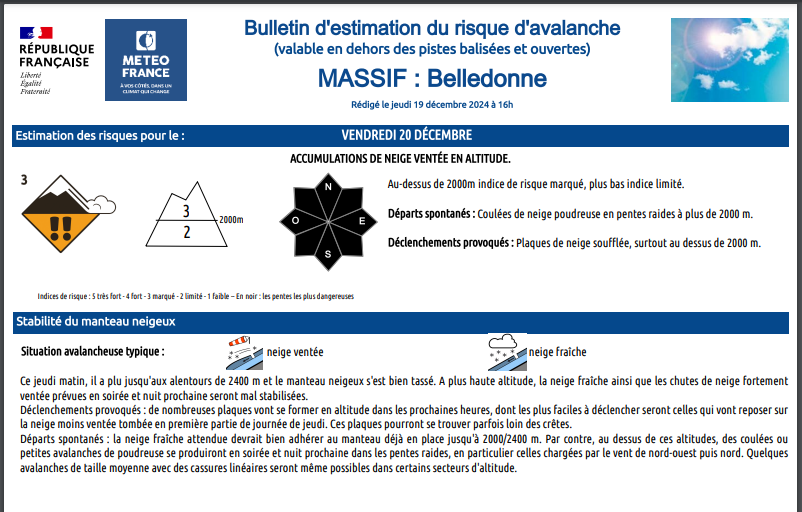 RÉPUBLIQUE
FRANÇAISE
Liberté
Égalité
Fraternité
METEO
FRANCE
À VOS CÔTÉS, DANS UN
CLIMAT QUI CHANGE
Bulletin d'estimation du risque d'avalanche
(valable en dehors des pistes balisées et ouvertes)
MASSIF : Belledonne
Rédigé le jeudi 19 décembre 2024 à 16h
Estimation des risques pour le : VENDREDI 20 DÉCEMBRE
ACCUMULATIONS DE NEIGE VENTÉE EN ALTITUDE.
3
3
2000m
2
N
O
E
S
Au-dessus de 2000m indice de risque marqué, plus bas indice limité.
Départs spontanés : Coulées de neige poudreuse en pentes raides à plus de 2000 m.
Déclenchements provoqués : Plaques de neige soufflée, surtout au dessus de 2000 m.
Indices de risque : 5 très fort - 4 fort - 3 marqué - 2 limité - 1 faible – En noir : les pentes les plus dangereuses
Stabilité du manteau neigeux
Situation avalancheuse typique : neige ventée neige fraîche
Ce jeudi matin, il a plu jusqu'aux alentours de 2400 m et le manteau neigeux s'est bien tassé. A plus haute altitude, la neige fraîche ainsi que les chutes de neige fortement
ventée prévues en soirée et nuit prochaine seront mal stabilisées.
Déclenchements provoqués : de nombreuses plaques vont se former en altitude dans les prochaines heures, dont les plus faciles à déclencher seront celles qui vont reposer sur
la neige moins ventée tombée en première partie de journée de jeudi. Ces plaques pourront se trouver parfois loin des crêtes.
Départs spontanés : la neige fraîche attendue devrait bien adhérer au manteau déjà en place jusqu'à 2000/2400 m. Par contre, au dessus de ces altitudes, des coulées ou
petites avalanches de poudreuse se produiront en soirée et nuit prochaine dans les pentes raides, en particulier celles chargées par le vent de nord-ouest puis nord. Quelques
avalanches de taille moyenne avec des cassures linéaires seront même possibles dans certains secteurs d'altitude.